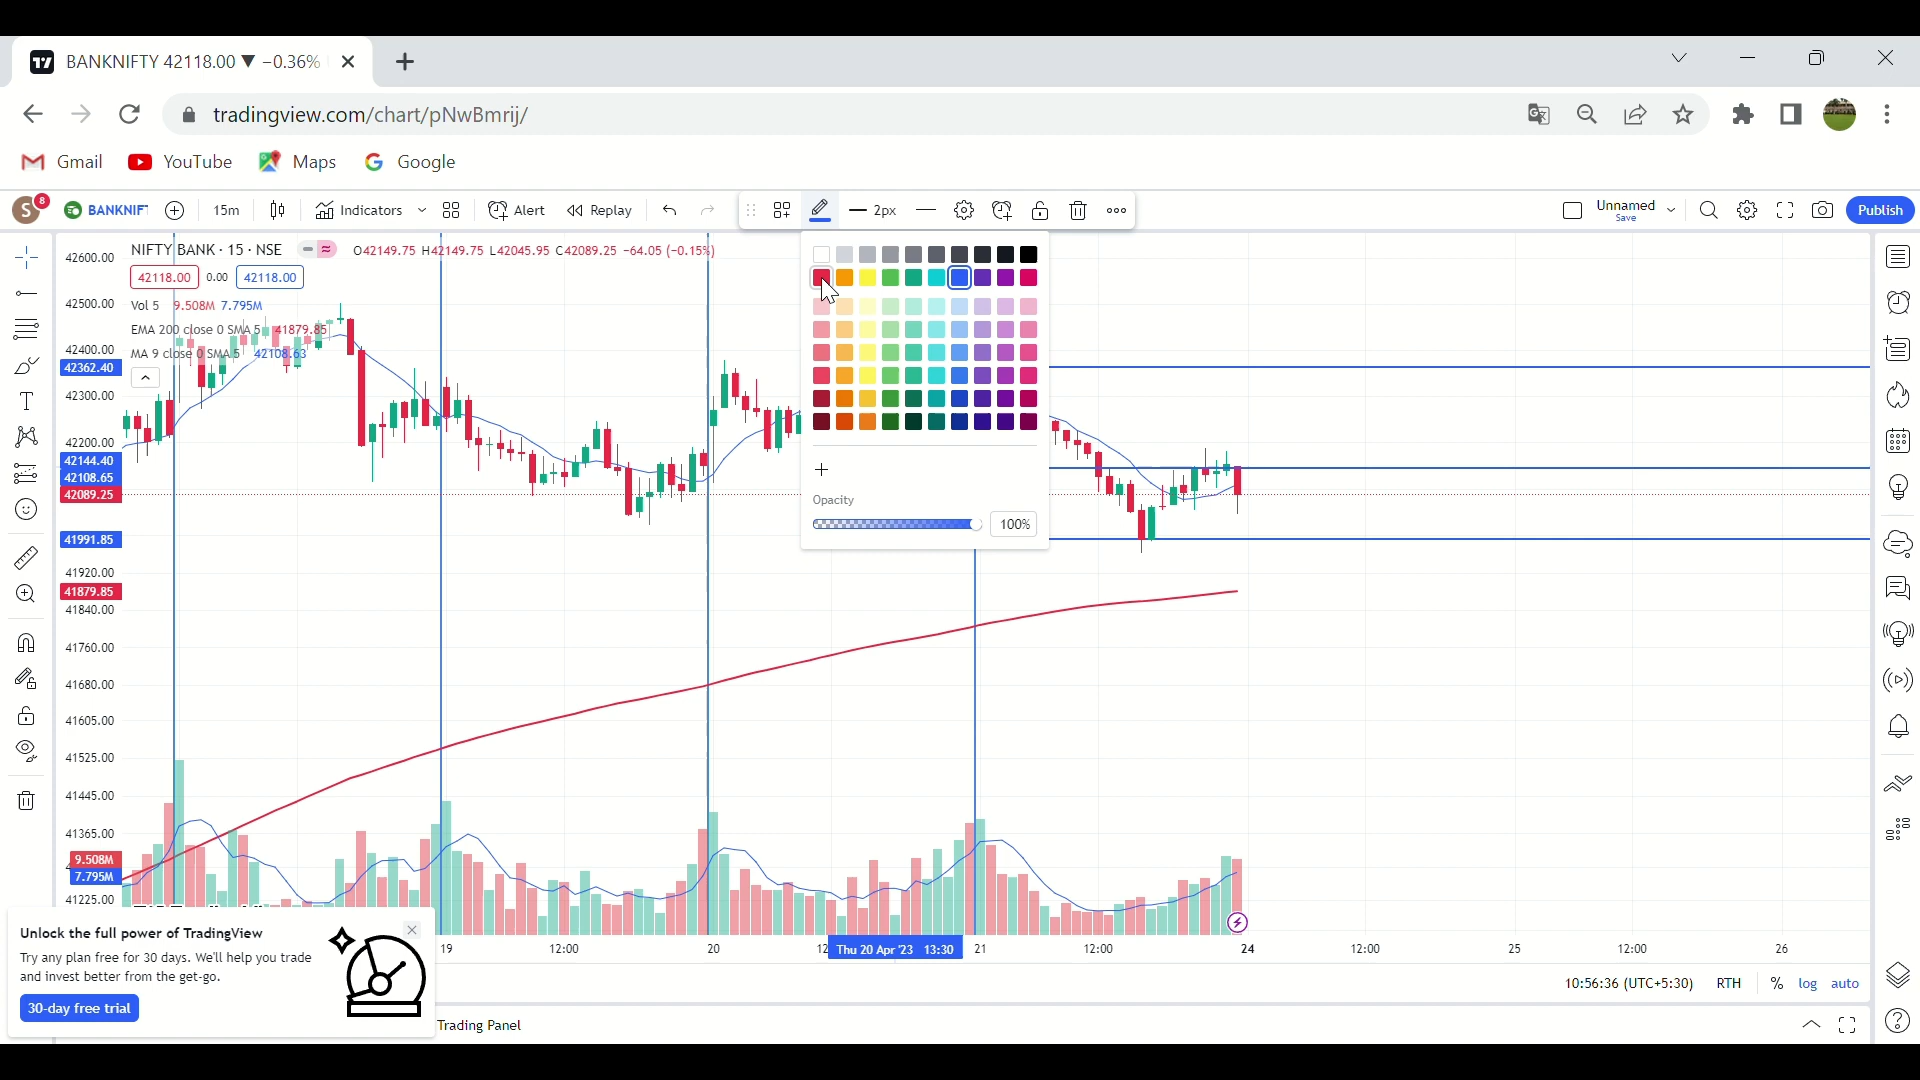 BANKNIFTY 42118.00 ▼ −0.36%
tradingview.com/chart/pNwBmrij/
Gmail YouTube Maps Google
S 8 BANKNIFT 15m Indicators Alert Replay 2px Unnamed Save Publish
NIFTY BANK · 15 · NSE O42149.75 H42149.75 L42045.95 C42089.25 −64.05 (−0.15%)
42118.00 0.00 42118.00
Vol 5 9.508M 7.795M
EMA 200 close 0 SMA 5 41879.85
MA 9 close 0 SMA 5 42108.63
42600.00
42500.00
42400.00
42362.40
42300.00
42200.00
42144.40
42108.65
42089.25
41991.85
41920.00
41879.85
41840.00
41760.00
41680.00
41605.00
41525.00
41445.00
41365.00
9.508M
7.795M
41225.00
Opacity
100%
19 12:00 20 12 Thu 20 Apr '23 13:30 21 12:00 24 12:00 25 12:00 26
Unlock the full power of TradingView
Try any plan free for 30 days. We'll help you trade
and invest better from the get-go.
30-day free trial
10:56:36 (UTC+5:30) RTH % log auto
Trading Panel